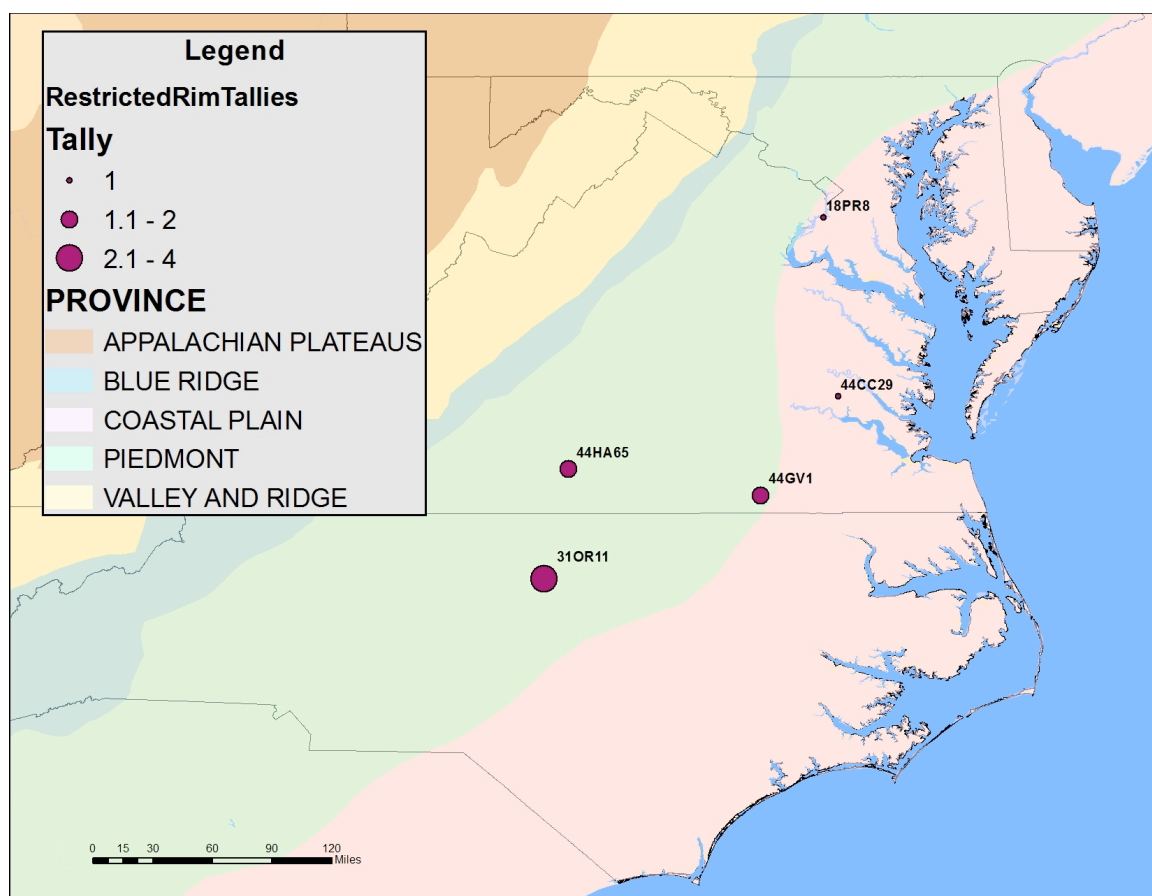 Legend
RestrictedRimTallies
Tally
1
1.1 - 2
2.1 - 4
PROVINCE
APPALACHIAN PLATEAUS
BLUE RIDGE
COASTAL PLAIN
PIEDMONT
VALLEY AND RIDGE
18PR8
44CC29
44HA65
44GV1
31OR11
0 15 30 60 90 120
Miles